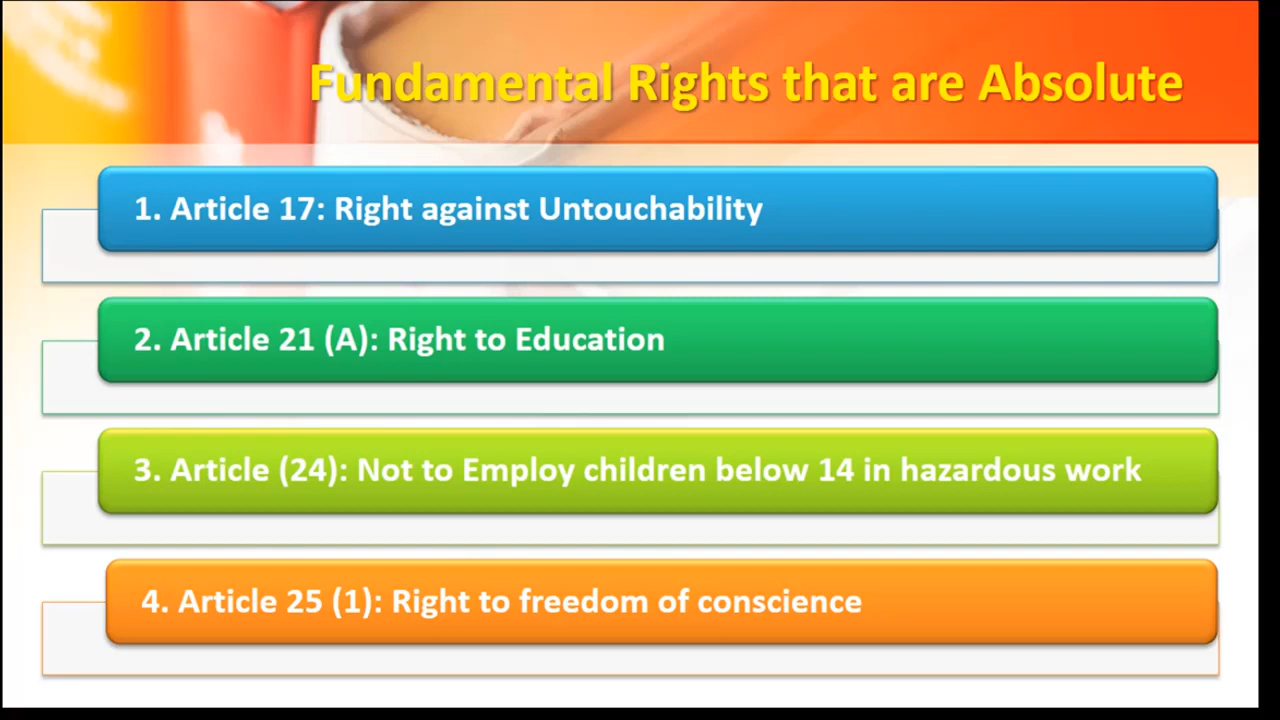 Fundamental Rights that are Absolute
1. Article 17: Right against Untouchability
2. Article 21 (A): Right to Education
3. Article (24): Not to Employ children below 14 in hazardous work
4. Article 25 (1): Right to freedom of conscience